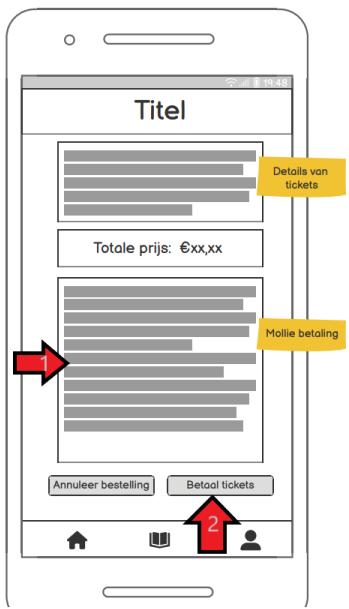 19:48
Titel
Details van
tickets
Totale prijs: €xx,xx
Mollie betaling
1
Annuleer bestelling
Betaal tickets
2